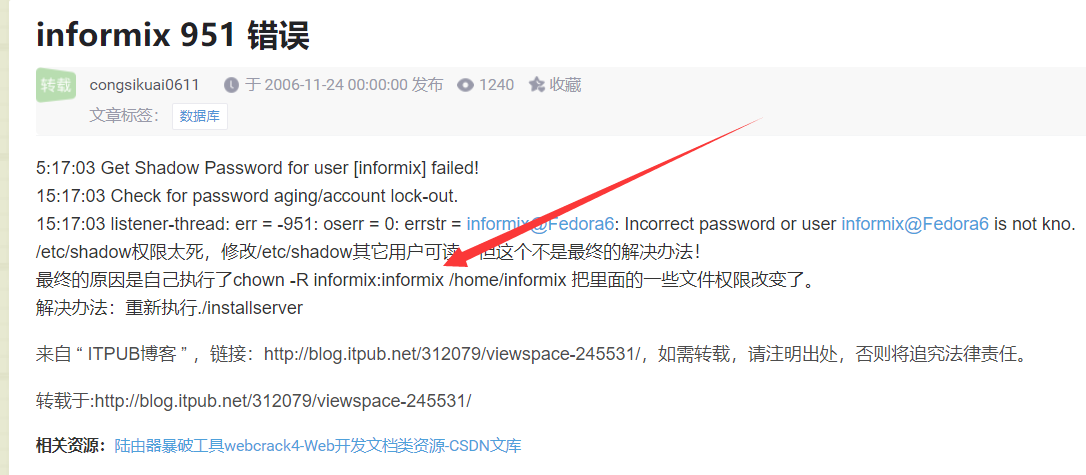 informix 951 错误
转载 congsikuai0611 于 2006-11-24 00:00:00 发布 1240 收藏
文章标签： 数据库
5:17:03 Get Shadow Password for user [informix] failed!
15:17:03 Check for password aging/account lock-out.
15:17:03 listener-thread: err = -951: oserr = 0: errstr = informix@Fedora6: Incorrect password or user informix@Fedora6 is not kno.
/etc/shadow权限太死，修改/etc/shadow其它用户可读 但这个不是最终的解决办法！
最终的原因是自己执行了chown -R informix:informix /home/informix 把里面的一些文件权限改变了。
解决办法：重新执行./installserver
来自 “ ITPUB博客 ” ，链接：http://blog.itpub.net/312079/viewspace-245531/，如需转载，请注明出处，否则将追究法律责任。
转载于:http://blog.itpub.net/312079/viewspace-245531/
相关资源：陆由器暴破工具webcrack4-Web开发文档类资源-CSDN文库